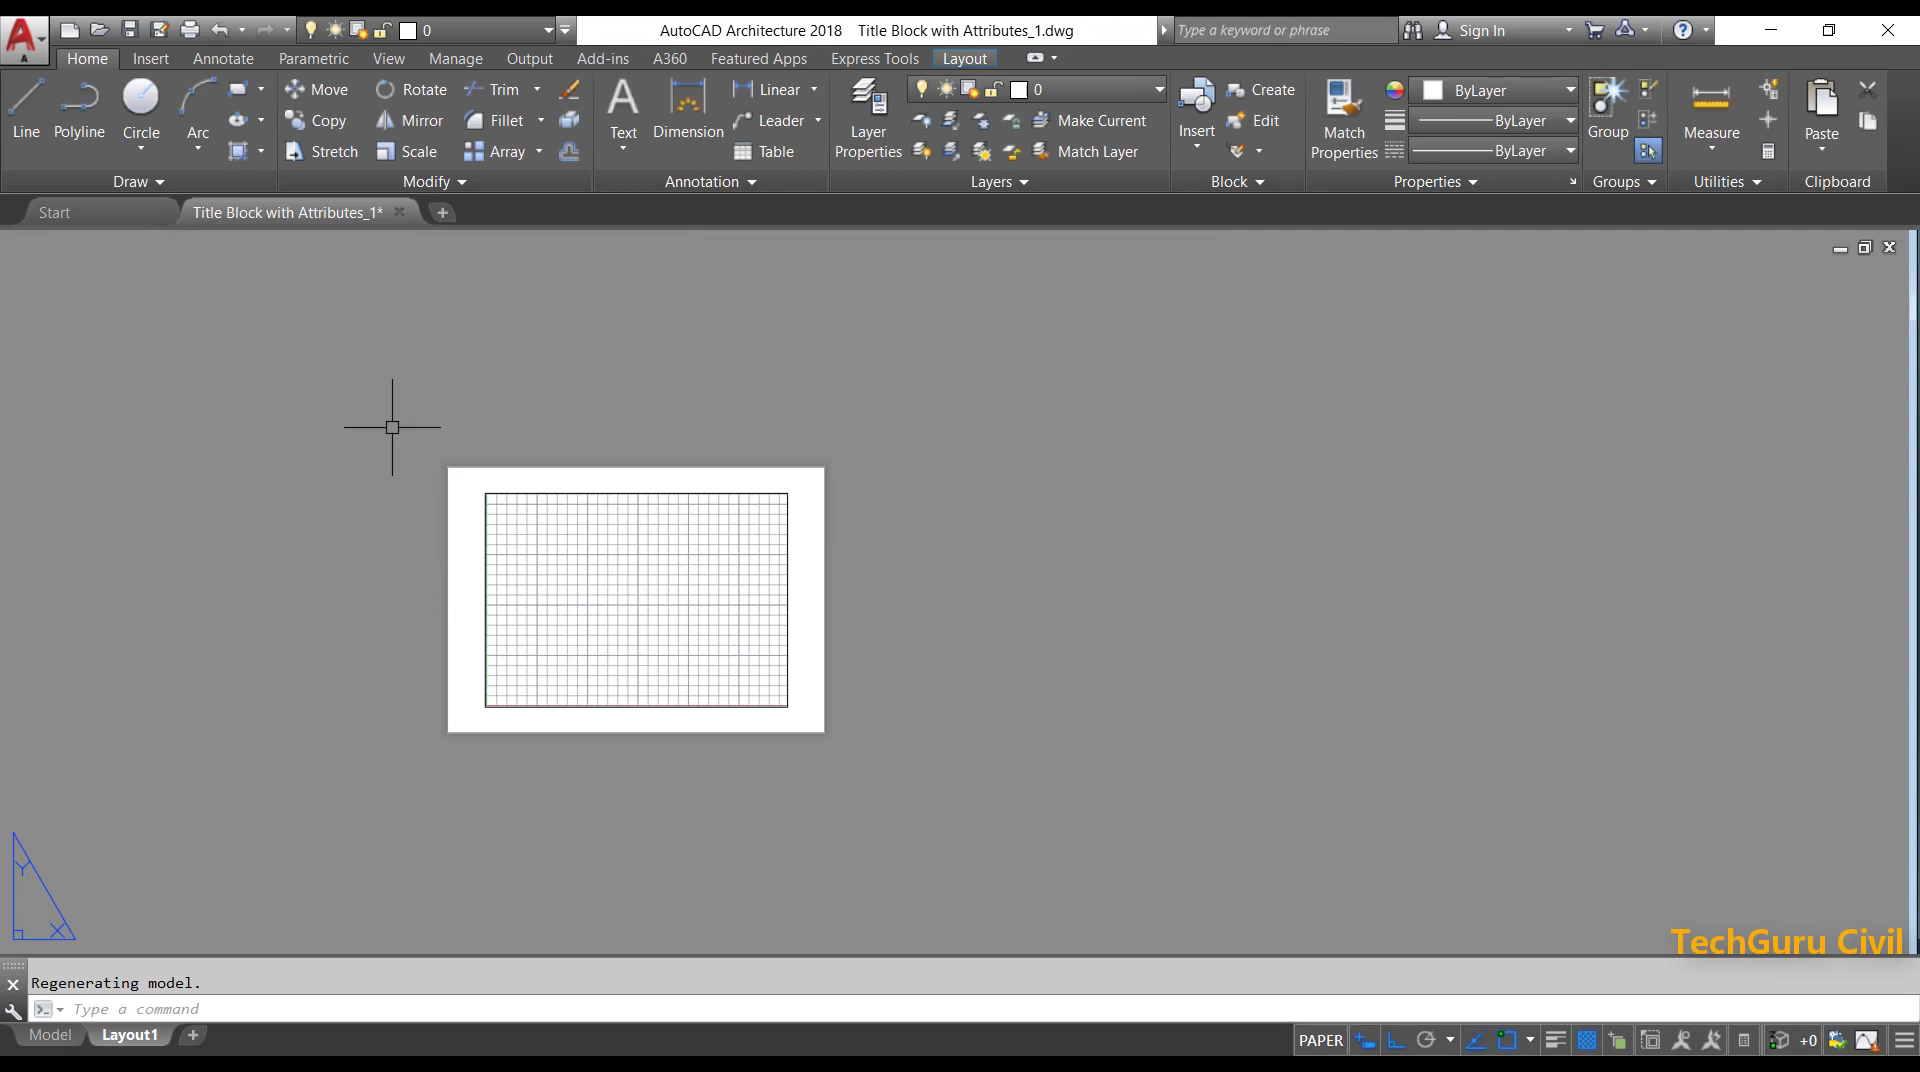 AutoCAD Architecture 2018 Title Block with Attributes_1.dwg
Type a keyword or phrase
Sign In
0
A
Home Insert Annotate Parametric View Manage Output Add-ins A360 Featured Apps Express Tools Layout
Line Polyline Circle Arc
Move Rotate Trim
Copy Mirror Fillet
Stretch Scale Array
Text Dimension
Linear
Leader
Table
Layer
Properties
0
Make Current
Match Layer
Insert
Create
Edit
Match
Properties
ByLayer
ByLayer
ByLayer
Group
Measure
Paste
Draw Modify Annotation Layers Block Properties Groups Utilities Clipboard
Start Title Block with Attributes_1*
Y
X
TechGuru Civil
Regenerating model.
Type a command
Model Layout1
PAPER
+0